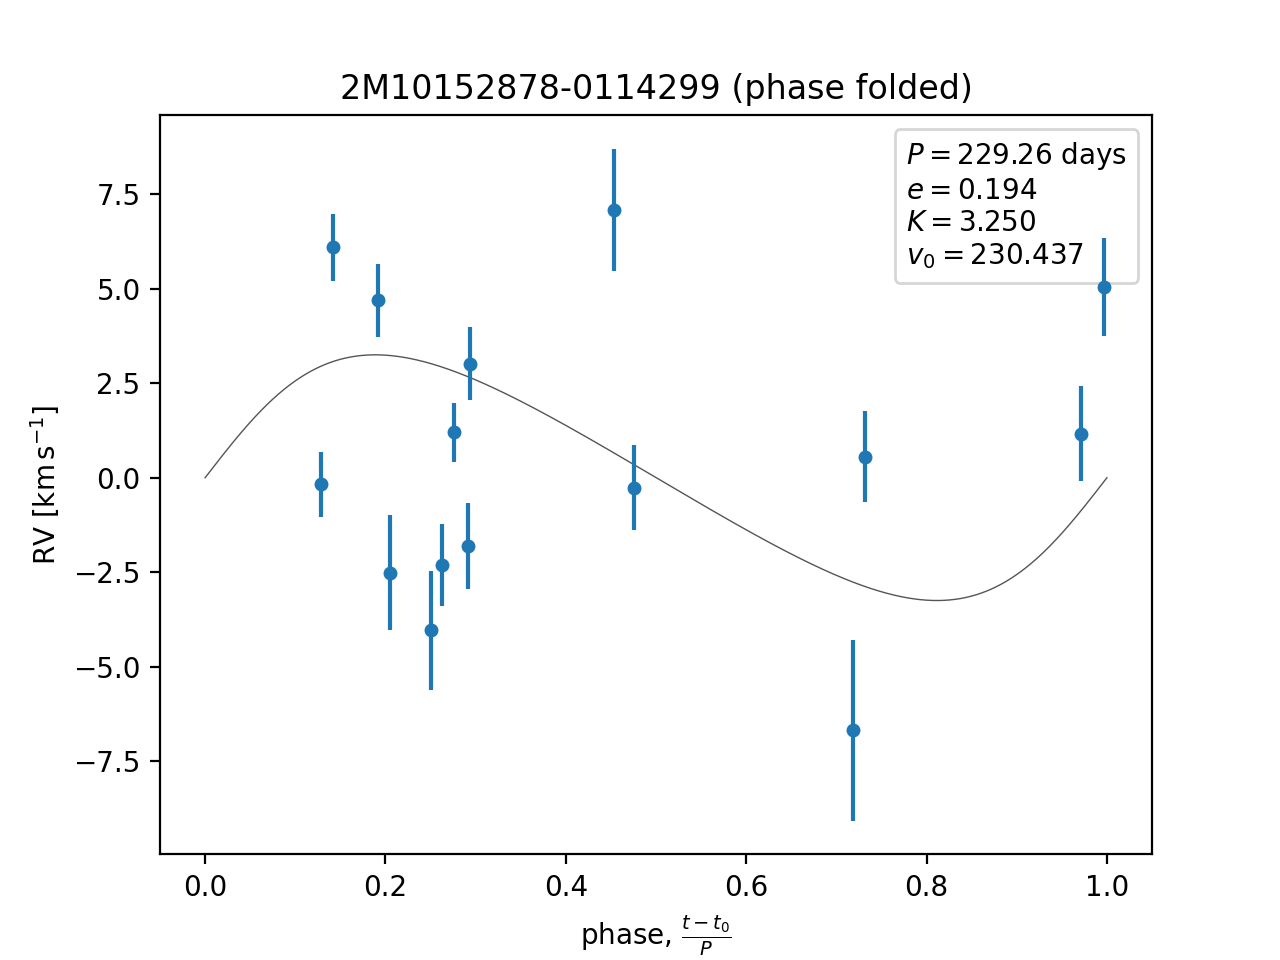 2M10152878-0114299 (phase folded)
P = 229.26 days
e = 0.194
K = 3.250
v₀ = 230.437
7.5
5.0
2.5
0.0
−2.5
−5.0
−7.5
RV [km s⁻¹]
0.0 0.2 0.4 0.6 0.8 1.0
phase, (t − t₀)/P